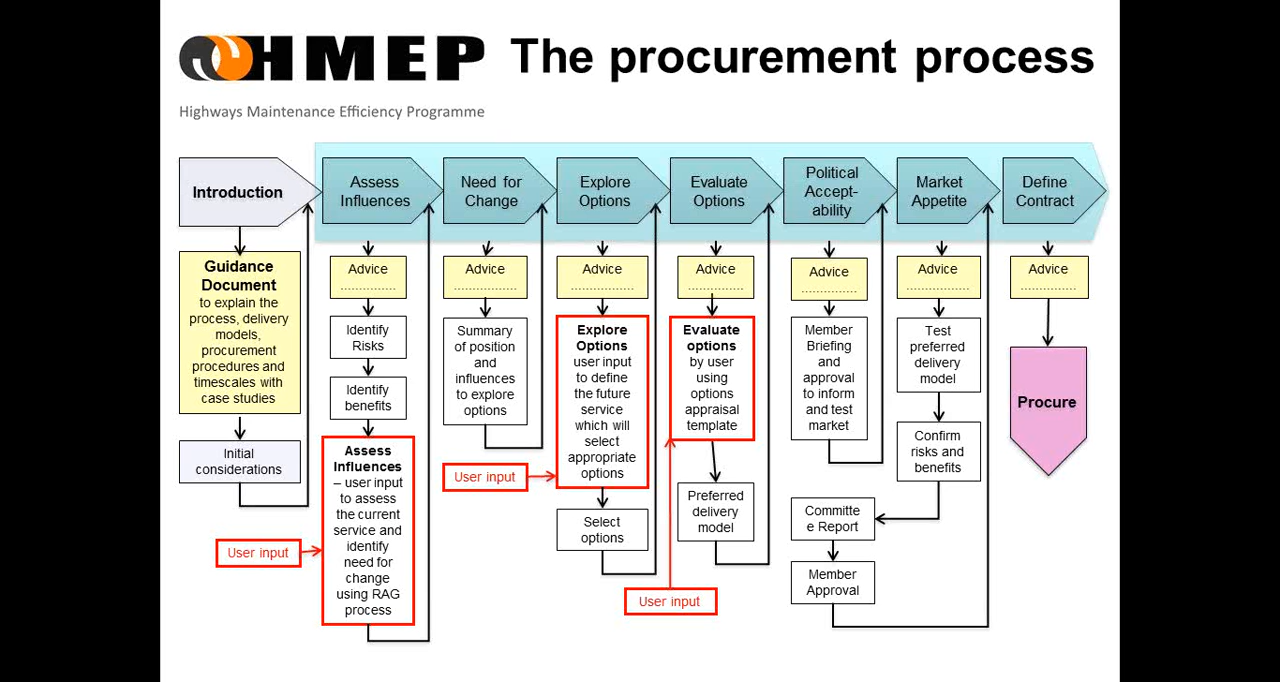 HMEP The procurement process
Highways Maintenance Efficiency Programme
Introduction
Assess
Influences
Need for
Change
Explore
Options
Evaluate
Options
Political
Accept-
ability
Market
Appetite
Define
Contract
Guidance
Document
to explain the
process, delivery
models,
procurement
procedures and
timescales with
case studies
Initial
considerations
Advice
……………
Identify
Risks
Identify
benefits
Assess
Influences
– user input
to assess
the current
service and
identify
need for
change
using RAG
process
User input
Advice
……………
Summary
of position
and
influences
to explore
options
User input
Advice
……………
Explore
Options
user input
to define
the future
service
which will
select
appropriate
options
Select
options
Advice
……………
Evaluate
options
by user
using
options
appraisal
template
Preferred
delivery
model
User input
Advice
……………
Member
Briefing
and
approval
to inform
and test
market
Advice
……………
Test
preferred
delivery
model
Confirm
risks and
benefits
Committe
e Report
Member
Approval
Advice
……………
Procure